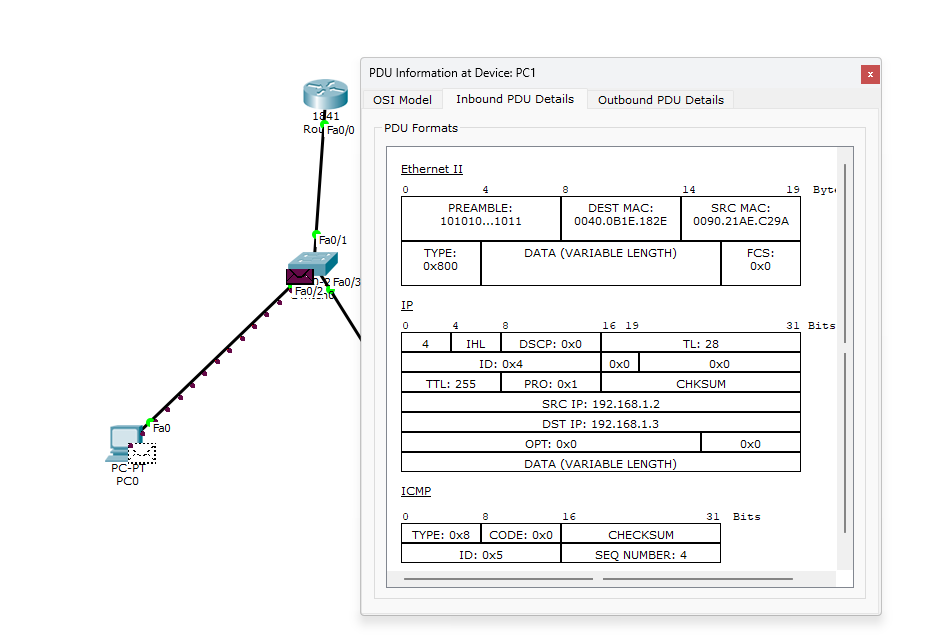 PDU Information at Device: PC1
x
OSI Model Inbound PDU Details Outbound PDU Details
PDU Formats
Ethernet II
0 4 8 14 19
PREAMBLE: 101010...1011
DEST MAC: 0040.0B1E.182E
SRC MAC: 0090.21AE.C29A
TYPE: 0x800
DATA (VARIABLE LENGTH)
FCS: 0x0
IP
0 4 8 16 19 31 Bits
4 IHL DSCP: 0x0 TL: 28
ID: 0x4 0x0 0x0
TTL: 255 PRO: 0x1 CHKSUM
SRC IP: 192.168.1.2
DST IP: 192.168.1.3
OPT: 0x0 0x0
DATA (VARIABLE LENGTH)
ICMP
0 8 16 31 Bits
TYPE: 0x8 CODE: 0x0 CHECKSUM
ID: 0x5 SEQ NUMBER: 4
1841
Fa0/0
Fa0/1
Fa0/3
Fa0/2
Fa0
PC-PT
PC0